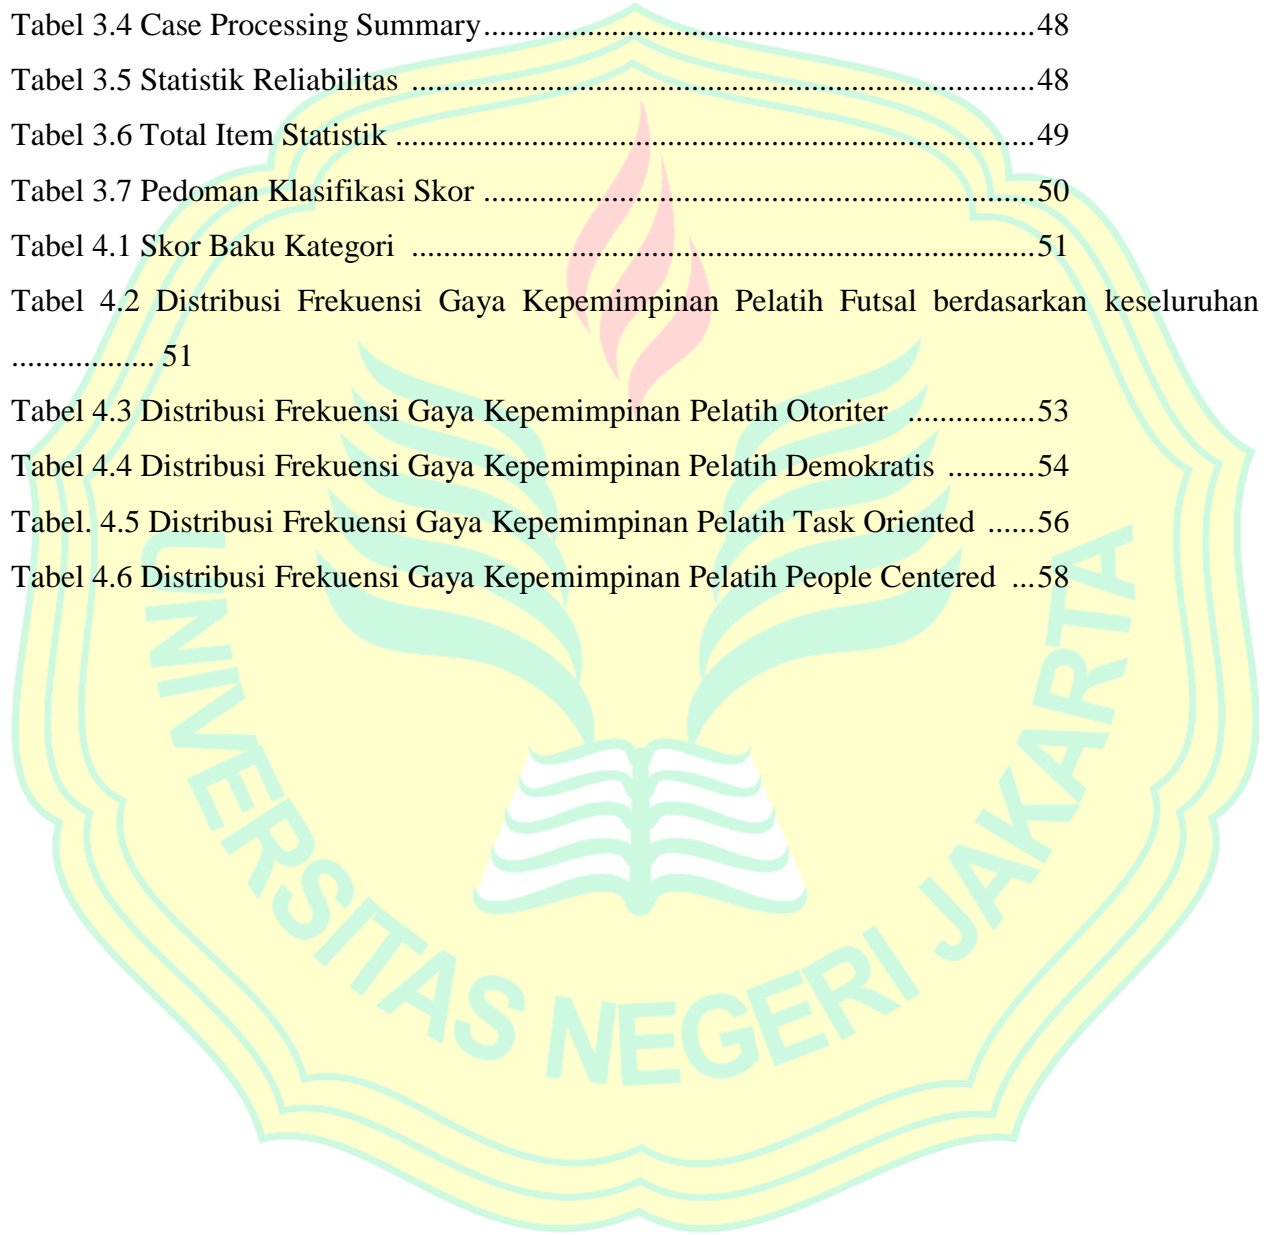 Tabel 3.4 Case Processing Summary.....................................................................48
Tabel 3.5 Statistik Reliabilitas ..............................................................................48
Tabel 3.6 Total Item Statistik ................................................................................49
Tabel 3.7 Pedoman Klasifikasi Skor .....................................................................50
Tabel 4.1 Skor Baku Kategori ..............................................................................51
Tabel 4.2 Distribusi Frekuensi Gaya Kepemimpinan Pelatih Futsal berdasarkan keseluruhan
.................. 51
Tabel 4.3 Distribusi Frekuensi Gaya Kepemimpinan Pelatih Otoriter ................53
Tabel 4.4 Distribusi Frekuensi Gaya Kepemimpinan Pelatih Demokratis ...........54
Tabel. 4.5 Distribusi Frekuensi Gaya Kepemimpinan Pelatih Task Oriented ......56
Tabel 4.6 Distribusi Frekuensi Gaya Kepemimpinan Pelatih People Centered ...58
UNIVERSITAS NEGERI JAKARTA